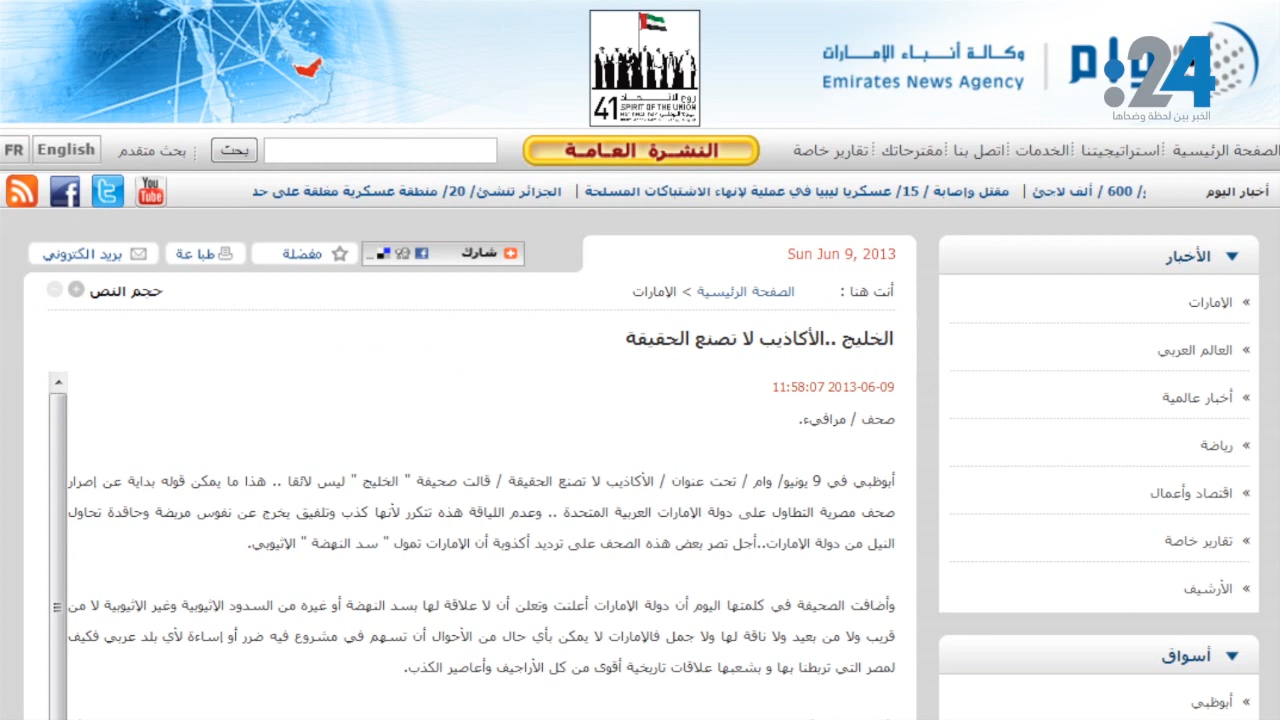 وكالة أنباء الإمارات
Emirates News Agency
24
الخبر بين لحظة وضحاها
41
روح الاتحاد
SPIRIT OF THE UNION
الصفحة الرئيسية
استراتيجيتنا
الخدمات
اتصل بنا
مقترحاتك
تقارير خاصة
النشرة العامة
بحث
بحث متقدم
English
FR
أخبار اليوم
/ 600 / ألف لاجئ | مقتل وإصابة / 15/ عسكريا ليبيا في عملية لإنهاء الاشتباكات المسلحة | الجزائر تنشئ/ 20/ منطقة عسكرية مغلقة على حد
You Tube
Sun Jun 9, 2013
شارك
مفضلة
طباعة
بريد الكتروني
أنت هنا :
الصفحة الرئيسية > الإمارات
حجم النص
الخليج ..الأكاذيب لا تصنع الحقيقة
11:58:07 2013-06-09
صحف / مرافيء.
أبوظبي في 9 يونيو/ وام / تحت عنوان / الأكاذيب لا تصنع الحقيقة / قالت صحيفة " الخليج " ليس لائقا .. هذا ما يمكن قوله بداية عن إصرار
صحف مصرية التطاول على دولة الإمارات العربية المتحدة .. وعدم اللياقة هذه تتكرر لأنها كذب وتلفيق يخرج عن نفوس مريضة وحاقدة تحاول
النيل من دولة الإمارات..أجل تصر بعض هذه الصحف على ترديد أكذوبة أن الإمارات تمول " سد النهضة " الإثيوبي.
وأضافت الصحيفة في كلمتها اليوم أن دولة الإمارات أعلنت وتعلن أن لا علاقة لها بسد النهضة أو غيره من السدود الإثيوبية وغير الإثيوبية لا من
قريب ولا من بعيد ولا ناقة لها ولا جمل فالإمارات لا يمكن بأي حال من الأحوال أن تسهم في مشروع فيه ضرر أو إساءة لأي بلد عربي فكيف
لمصر التي تربطنا بها و بشعبها علاقات تاريخية أقوى من كل الأراجيف وأعاصير الكذب.
الأخبار
الإمارات
العالم العربي
أخبار عالمية
رياضة
اقتصاد وأعمال
تقارير خاصة
الأرشيف
أسواق
أبوظبي